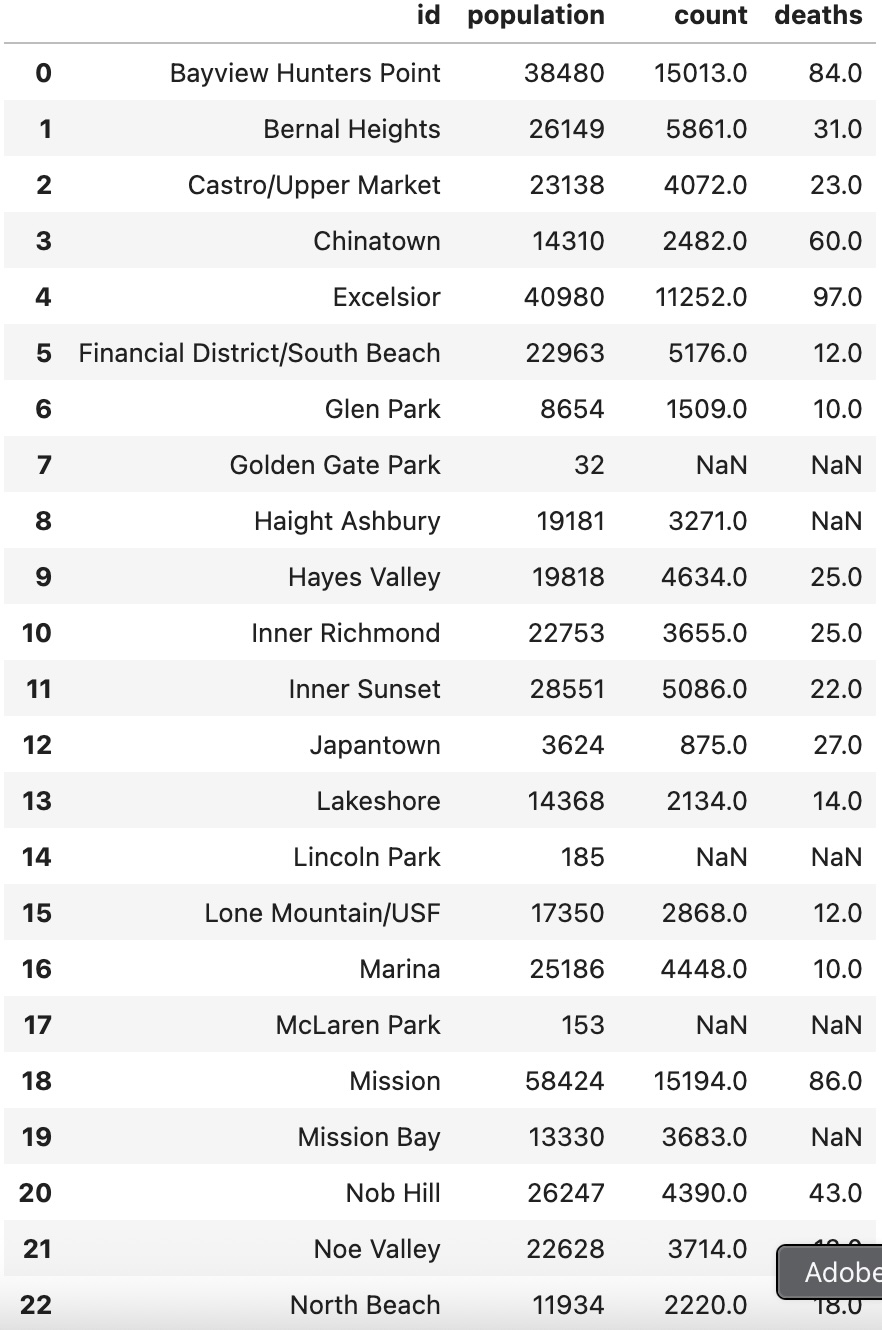 id population count deaths
0 Bayview Hunters Point 38480 15013.0 84.0
1 Bernal Heights 26149 5861.0 31.0
2 Castro/Upper Market 23138 4072.0 23.0
3 Chinatown 14310 2482.0 60.0
4 Excelsior 40980 11252.0 97.0
5 Financial District/South Beach 22963 5176.0 12.0
6 Glen Park 8654 1509.0 10.0
7 Golden Gate Park 32 NaN NaN
8 Haight Ashbury 19181 3271.0 NaN
9 Hayes Valley 19818 4634.0 25.0
10 Inner Richmond 22753 3655.0 25.0
11 Inner Sunset 28551 5086.0 22.0
12 Japantown 3624 875.0 27.0
13 Lakeshore 14368 2134.0 14.0
14 Lincoln Park 185 NaN NaN
15 Lone Mountain/USF 17350 2868.0 12.0
16 Marina 25186 4448.0 10.0
17 McLaren Park 153 NaN NaN
18 Mission 58424 15194.0 86.0
19 Mission Bay 13330 3683.0 NaN
20 Nob Hill 26247 4390.0 43.0
21 Noe Valley 22628 3714.0
Adobe
22 North Beach 11934 2220.0 18.0